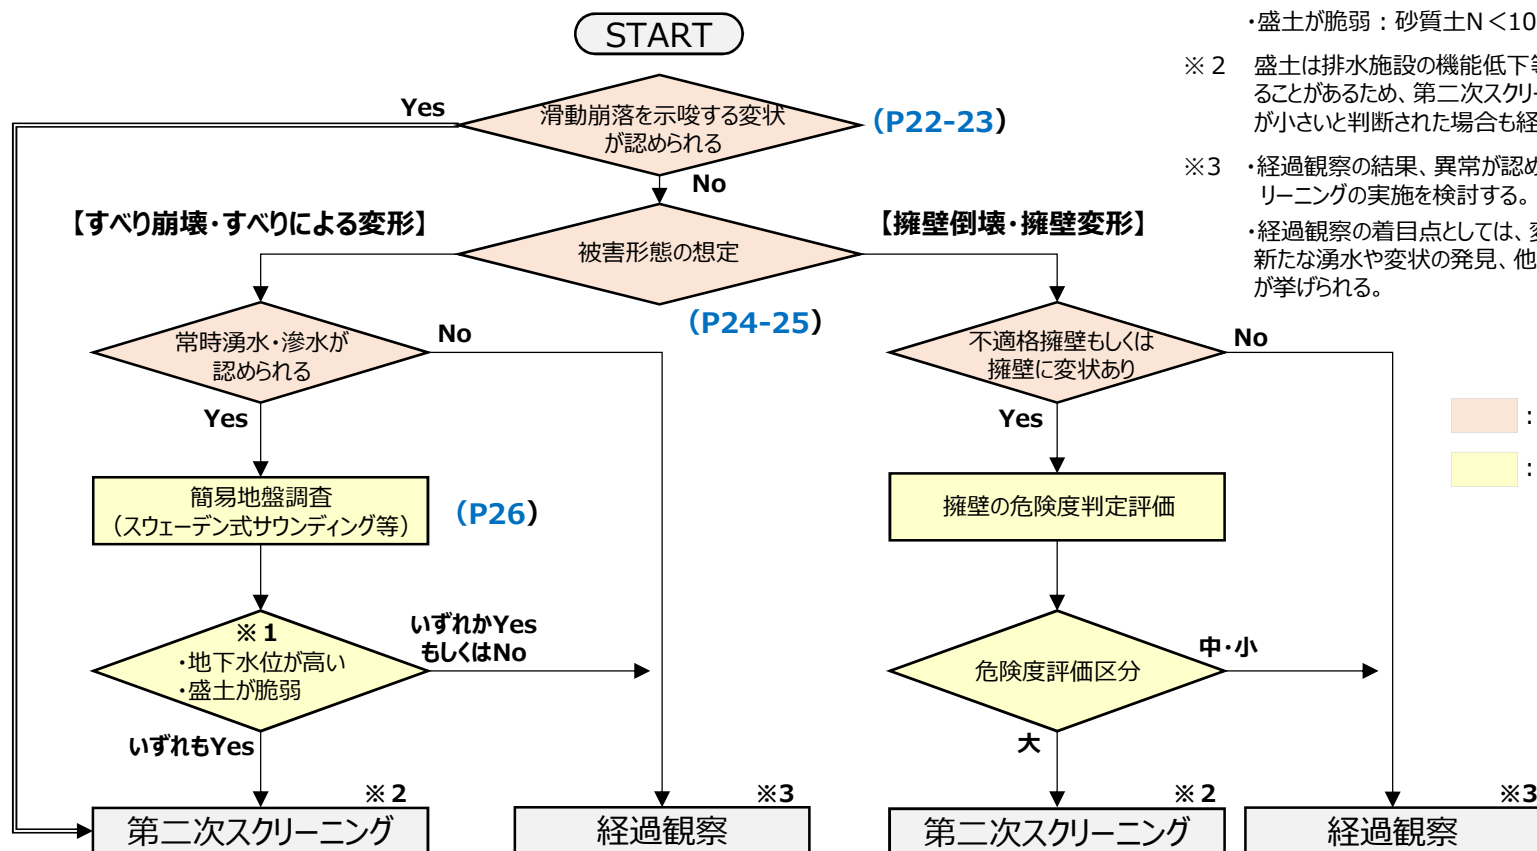 START
・盛土が脆弱：砂質土N＜10
※２ 盛土は排水施設の機能低下等
ることがあるため、第二次スクリー
が小さいと判断された場合も経
※3 ・経過観察の結果、異常が認め
リーニングの実施を検討する。
・経過観察の着目点としては、変
新たな湧水や変状の発見、他
が挙げられる。
Yes
滑動崩落を示唆する変状
が認められる
（P22-23）
No
【すべり崩壊・すべりによる変形】
被害形態の想定
【擁壁倒壊・擁壁変形】
（P24-25）
常時湧水・滲水が
認められる
No
Yes
不適格擁壁もしくは
擁壁に変状あり
No
Yes
：
：
簡易地盤調査
（スウェーデン式サウンディング等）
（P26）
擁壁の危険度判定評価
※１
・地下水位が高い
・盛土が脆弱
いずれかYes
もしくはNo
いずれもYes
危険度評価区分
中・小
大
※２
第二次スクリーニング
※3
経過観察
※２
第二次スクリーニング
※3
経過観察